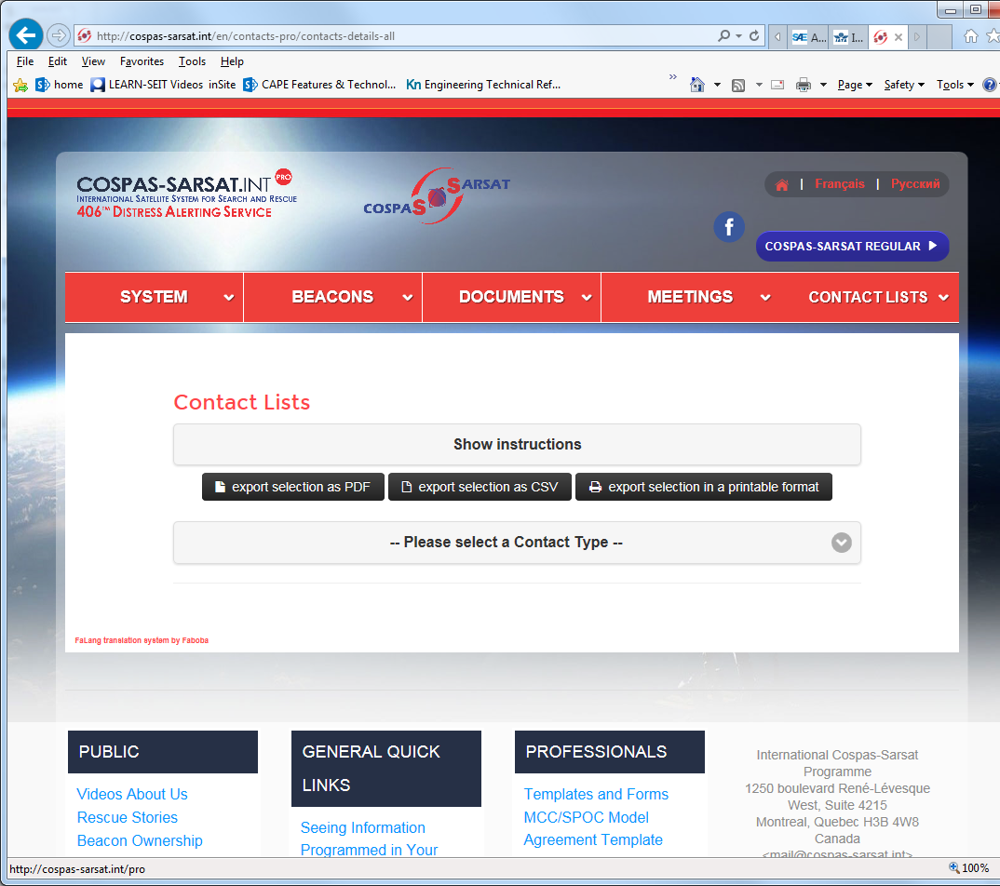 http://cospas-sarsat.int/en/contacts-pro/contacts-details-all
A...
I...
File Edit View Favorites Tools Help
home LEARN-SEIT Videos inSite CAPE Features & Technol... Kn Engineering Technical Ref... » Page Safety Tools
COSPAS-SARSAT.INT PRO
INTERNATIONAL SATELLITE SYSTEM FOR SEARCH AND RESCUE
406™ DISTRESS ALERTING SERVICE
COSPAS SARSAT
Français | Русский
f
COSPAS-SARSAT REGULAR
SYSTEM BEACONS DOCUMENTS MEETINGS CONTACT LISTS
Contact Lists
Show instructions
export selection as PDF export selection as CSV export selection in a printable format
-- Please select a Contact Type --
FaLang translation system by Faboba
PUBLIC
Videos About Us
Rescue Stories
Beacon Ownership
GENERAL QUICK
LINKS
Seeing Information
Programmed in Your
PROFESSIONALS
Templates and Forms
MCC/SPOC Model
Agreement Template
International Cospas-Sarsat
Programme
1250 boulevard René-Lévesque
West, Suite 4215
Montreal, Quebec H3B 4W8
Canada
<mail@cospas-sarsat.int>
http://cospas-sarsat.int/pro
100%